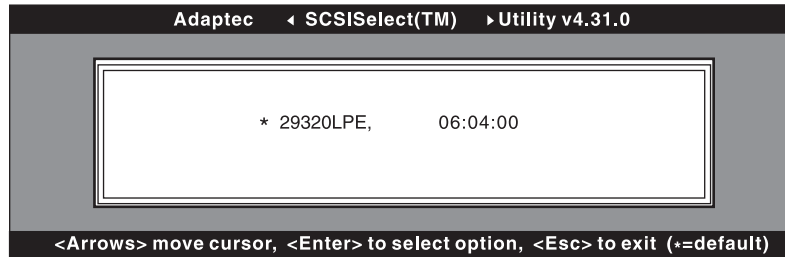 Adaptec ◂ SCSISelect(TM) ▸Utility v4.31.0
* 29320LPE, 06:04:00
<Arrows> move cursor, <Enter> to select option, <Esc> to exit (*=default)